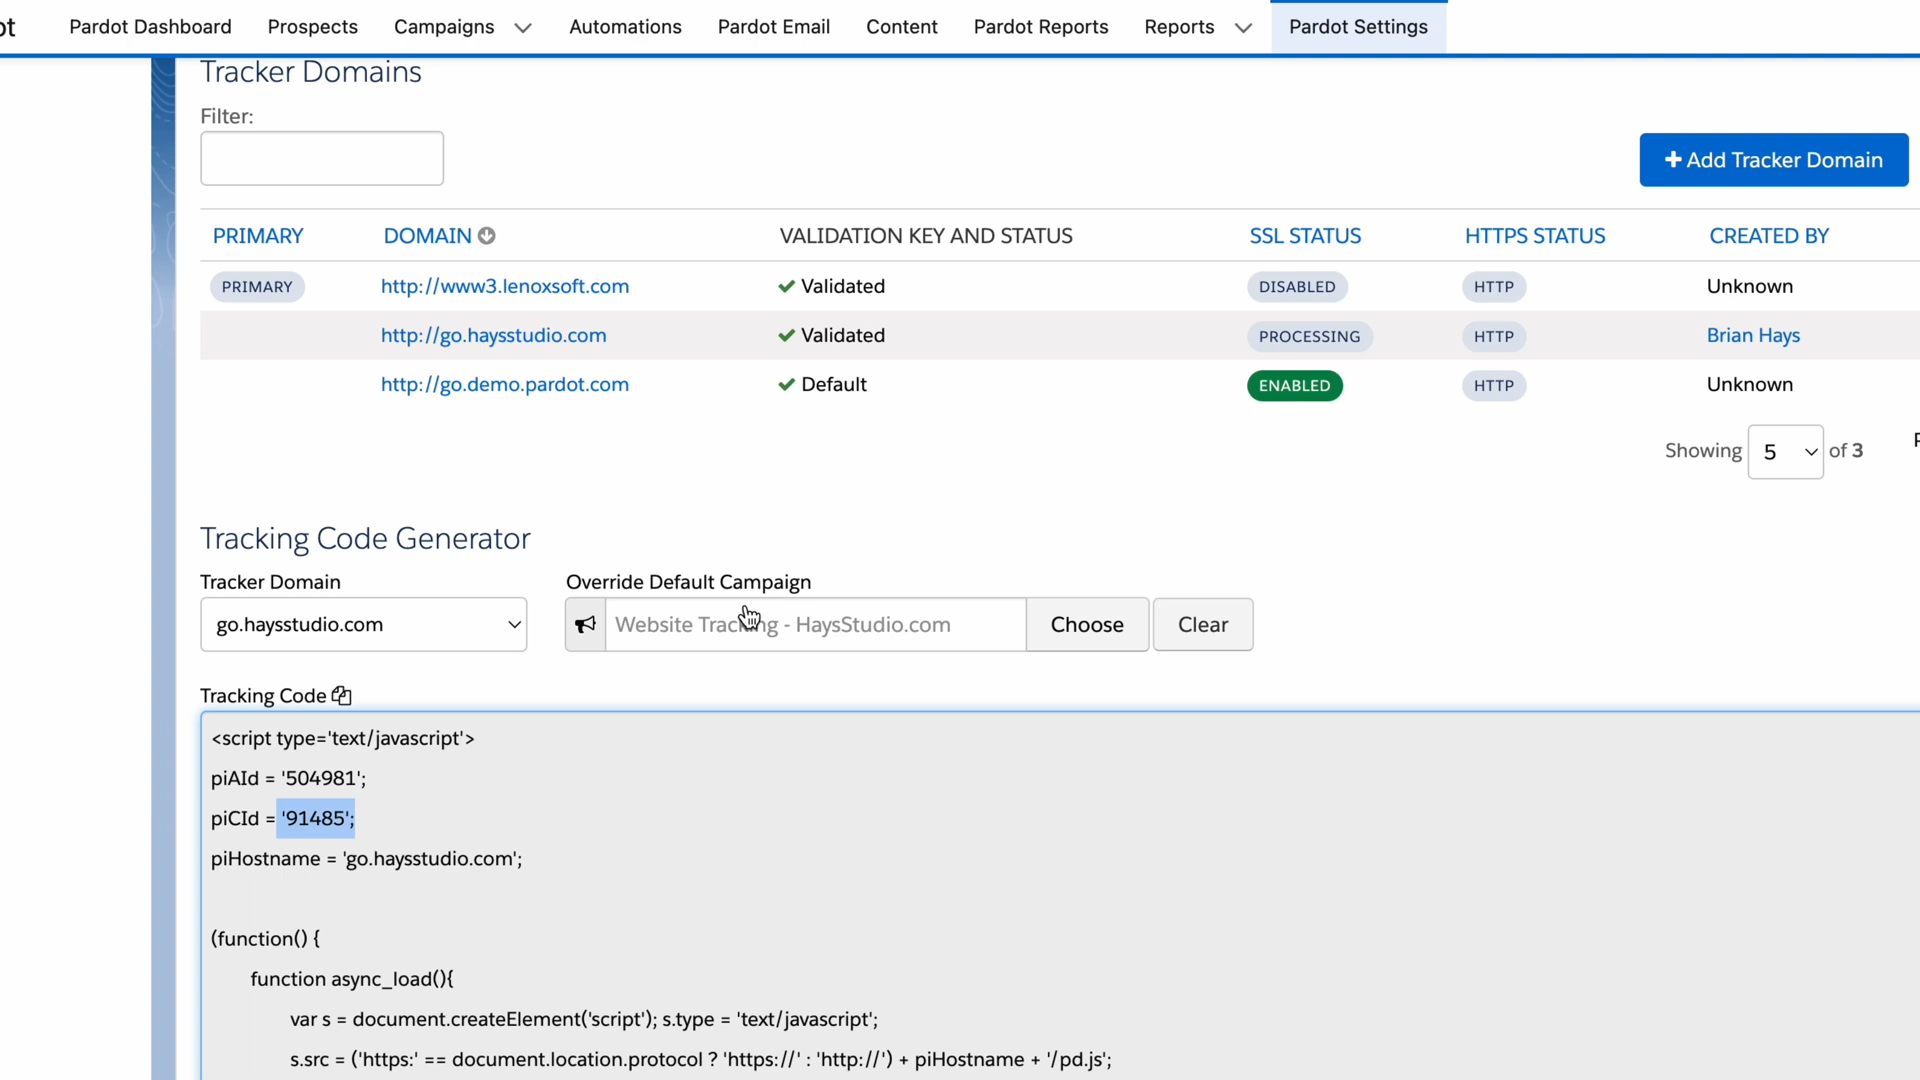 ot Pardot Dashboard Prospects Campaigns Automations Pardot Email Content Pardot Reports Reports Pardot Settings
Tracker Domains
Filter:
+ Add Tracker Domain
PRIMARY DOMAIN VALIDATION KEY AND STATUS SSL STATUS HTTPS STATUS CREATED BY
PRIMARY http://www3.lenoxsoft.com Validated DISABLED HTTP Unknown
http://go.haysstudio.com Validated PROCESSING HTTP Brian Hays
http://go.demo.pardot.com Default ENABLED HTTP Unknown
Showing 5 of 3
Tracking Code Generator
Tracker Domain Override Default Campaign
go.haysstudio.com Website Tracking - HaysStudio.com Choose Clear
Tracking Code
<script type='text/javascript'>
piAId = '504981';
piCId = '91485';
piHostname = 'go.haysstudio.com';
(function() {
function async_load(){
var s = document.createElement('script'); s.type = 'text/javascript';
s.src = ('https:' == document.location.protocol ? 'https://' : 'http://') + piHostname + '/pd.js';